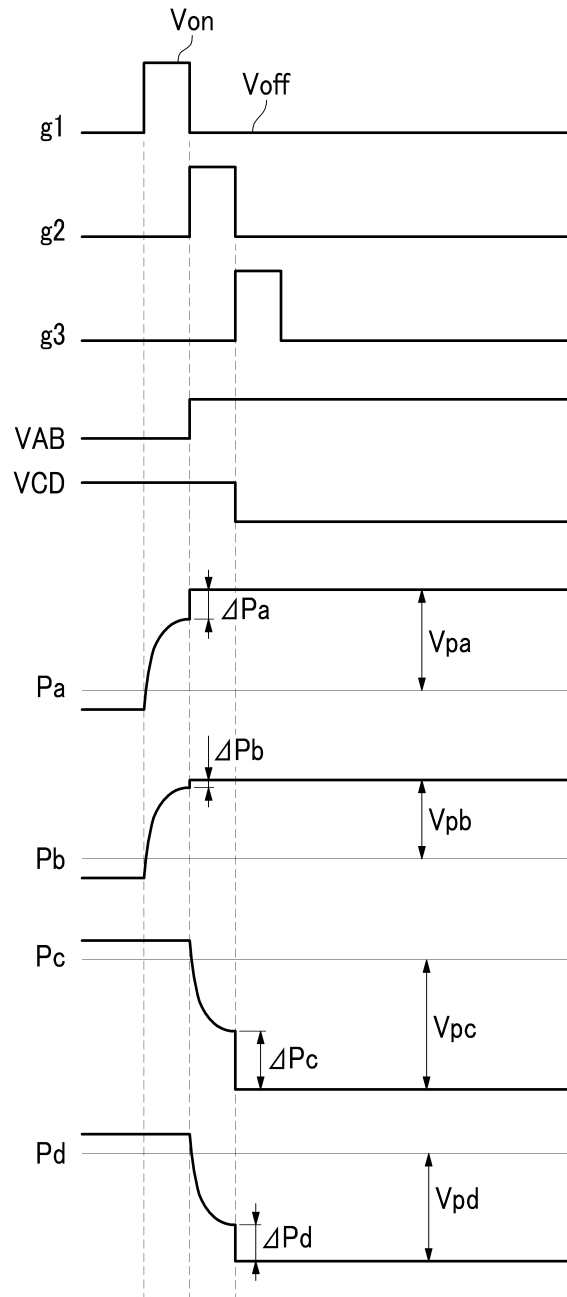 Von
Voff
g1
g2
g3
VAB
VCD
⊿Pa
Vpa
Pa
⊿Pb
Vpb
Pb
Pc
Vpc
⊿Pc
Pd
Vpd
⊿Pd